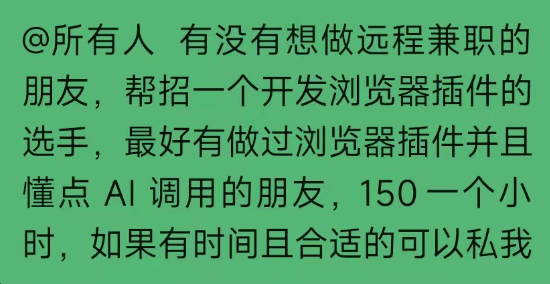 @所有人  有没有想做远程兼职的
朋友，帮招一个开发浏览器插件的
选手，最好有做过浏览器插件并且
懂点 AI 调用的朋友，150 一个小
时，如果有时间且合适的可以私我